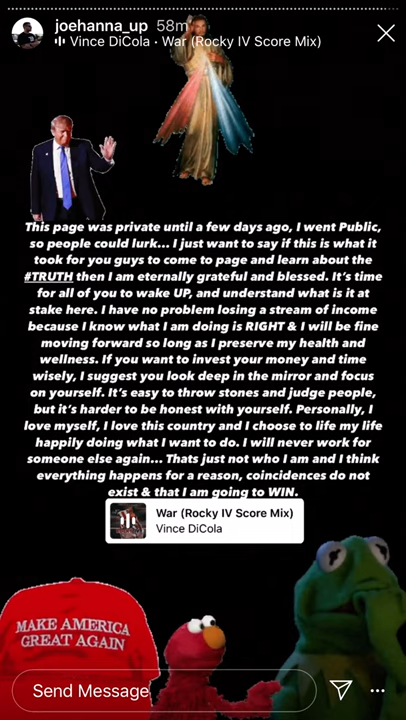 joehanna_up 58m
Vince DiCola · War (Rocky IV Score Mix)
This page was private until a few days ago, I went Public,
so people could lurk... I just want to say if this is what it
took for you guys to come to page and learn about the
#TRUTH then I am eternally grateful and blessed. It's time
for all of you to wake UP, and understand what is it at
stake here. I have no problem losing a stream of income
because I know what I am doing is RIGHT & I will be fine
moving forward so long as I preserve my health and
wellness. If you want to invest your money and time
wisely, I suggest you look deep in the mirror and focus
on yourself. It's easy to throw stones and judge people,
but it's harder to be honest with yourself. Personally, I
love myself, I love this country and I choose to life my life
happily doing what I want to do. I will never work for
someone else again... Thats just not who I am and I think
everything happens for a reason, coincidences do not
exist & that I am going to WIN.
War (Rocky IV Score Mix)
Vince DiCola
MAKE AMERICA
GREAT AGAIN
Send Message